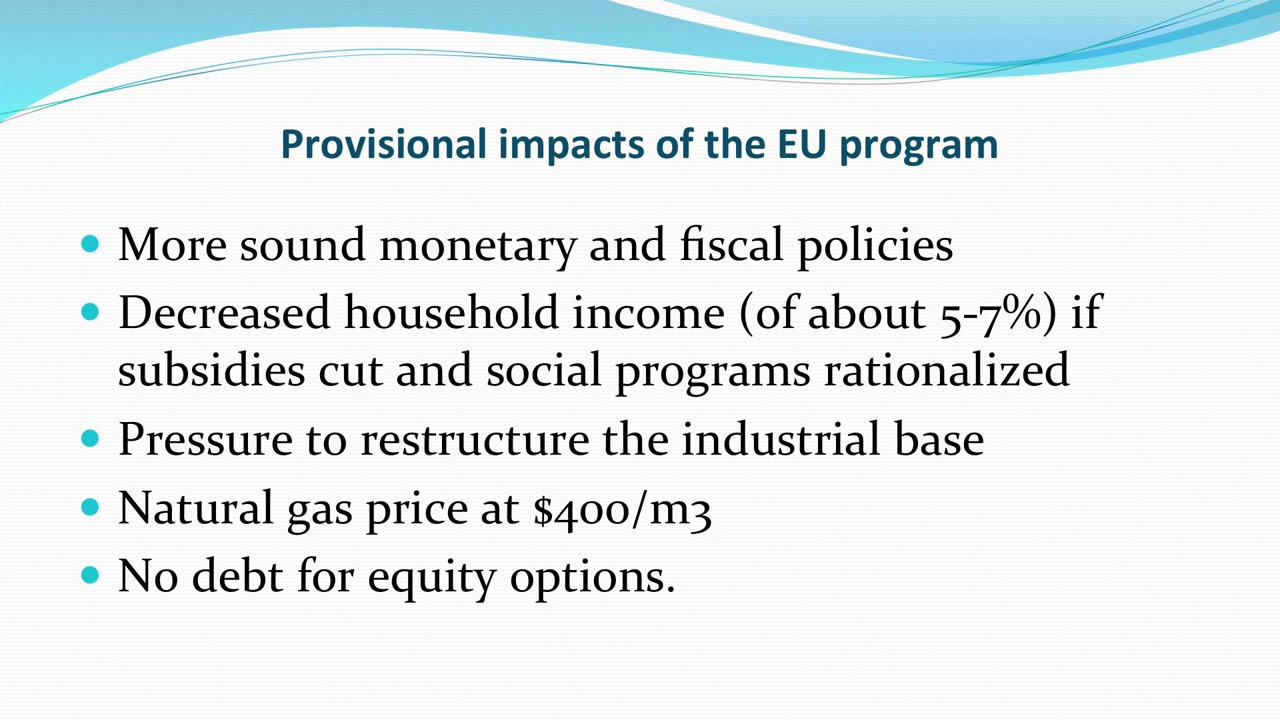 Provisional impacts of the EU program
• More sound monetary and fiscal policies
• Decreased household income (of about 5-7%) if
subsidies cut and social programs rationalized
• Pressure to restructure the industrial base
• Natural gas price at $400/m3
• No debt for equity options.